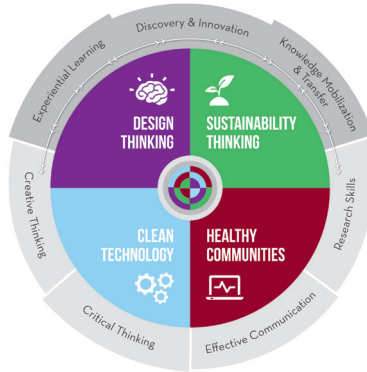 Discovery & Innovation
Experiential Learning
Knowledge Mobilization
& Transfer
DESIGN
THINKING
SUSTAINABILITY
THINKING
Creative Thinking
Research Skills
CLEAN
TECHNOLOGY
HEALTHY
COMMUNITIES
Critical Thinking
Effective Communication